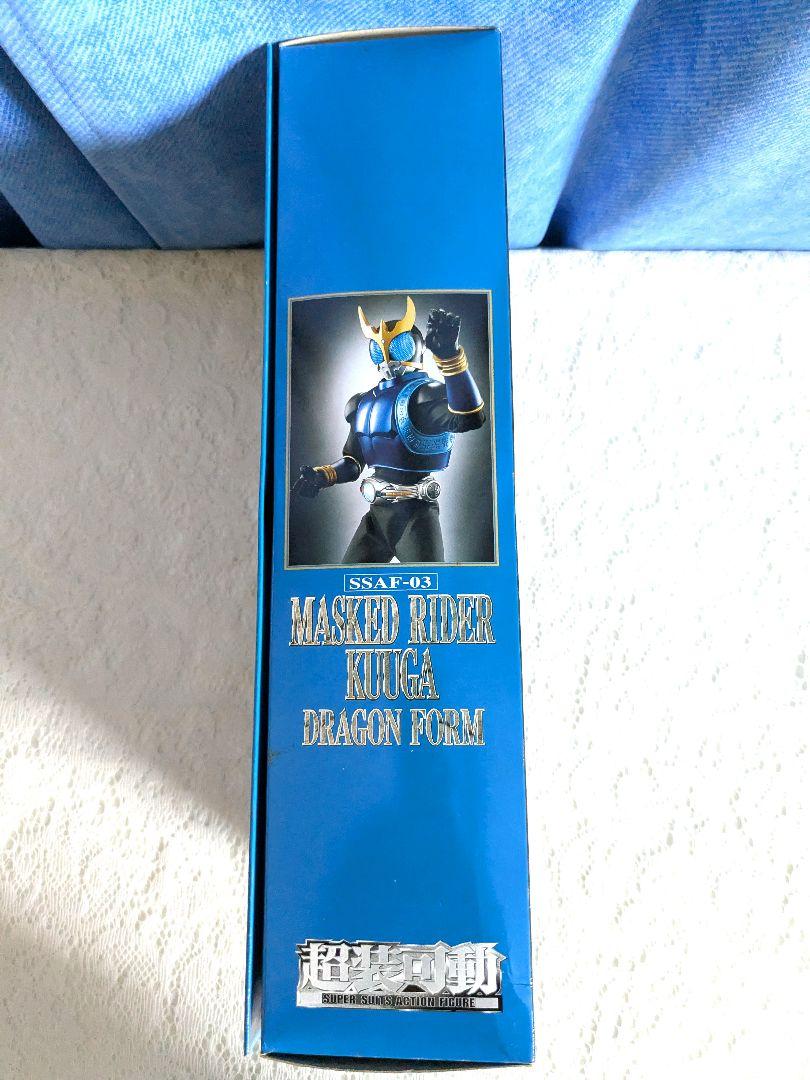 SSAF-03
MASKED RIDER
KUUGA
DRAGON FORM
超装可動
SUPER SUITS ACTION FIGURE